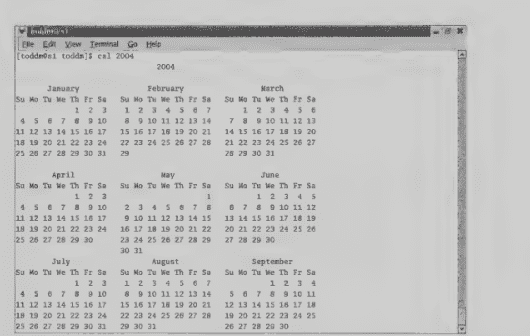 toddm@s1
File Edit View Terminal Go Help
[toddm@s1 toddm]$ cal 2004
2004
January February March
Su Mo Tu We Th Fr Sa Su Mo Tu We Th Fr Sa Su Mo Tu We Th Fr Sa
1 2 3 1 2 3 4 5 6 7 1 2 3 4 5 6
4 5 6 7 8 9 10 8 9 10 11 12 13 14 7 8 9 10 11 12 13
11 12 13 14 15 16 17 15 16 17 18 19 20 21 14 15 16 17 18 19 20
18 19 20 21 22 23 24 22 23 24 25 26 27 28 21 22 23 24 25 26 27
25 26 27 28 29 30 31 29 28 29 30 31
April May June
Su Mo Tu We Th Fr Sa Su Mo Tu We Th Fr Sa Su Mo Tu We Th Fr Sa
1 2 3 1 1 2 3 4 5
4 5 6 7 8 9 10 2 3 4 5 6 7 8 6 7 8 9 10 11 12
11 12 13 14 15 16 17 9 10 11 12 13 14 15 13 14 15 16 17 18 19
18 19 20 21 22 23 24 16 17 18 19 20 21 22 20 21 22 23 24 25 26
25 26 27 28 29 30 23 24 25 26 27 28 29 27 28 29 30
30 31
July August September
Su Mo Tu We Th Fr Sa Su Mo Tu We Th Fr Sa Su Mo Tu We Th Fr Sa
1 2 3 1 2 3 4 5 6 7 1 2 3 4
4 5 6 7 8 9 10 8 9 10 11 12 13 14 5 6 7 8 9 10 11
11 12 13 14 15 16 17 15 16 17 18 19 20 21 12 13 14 15 16 17 18
18 19 20 21 22 23 24 22 23 24 25 26 27 28 19 20 21 22 23 24 25
25 26 27 28 29 30 31 29 30 31 26 27 28 29 30